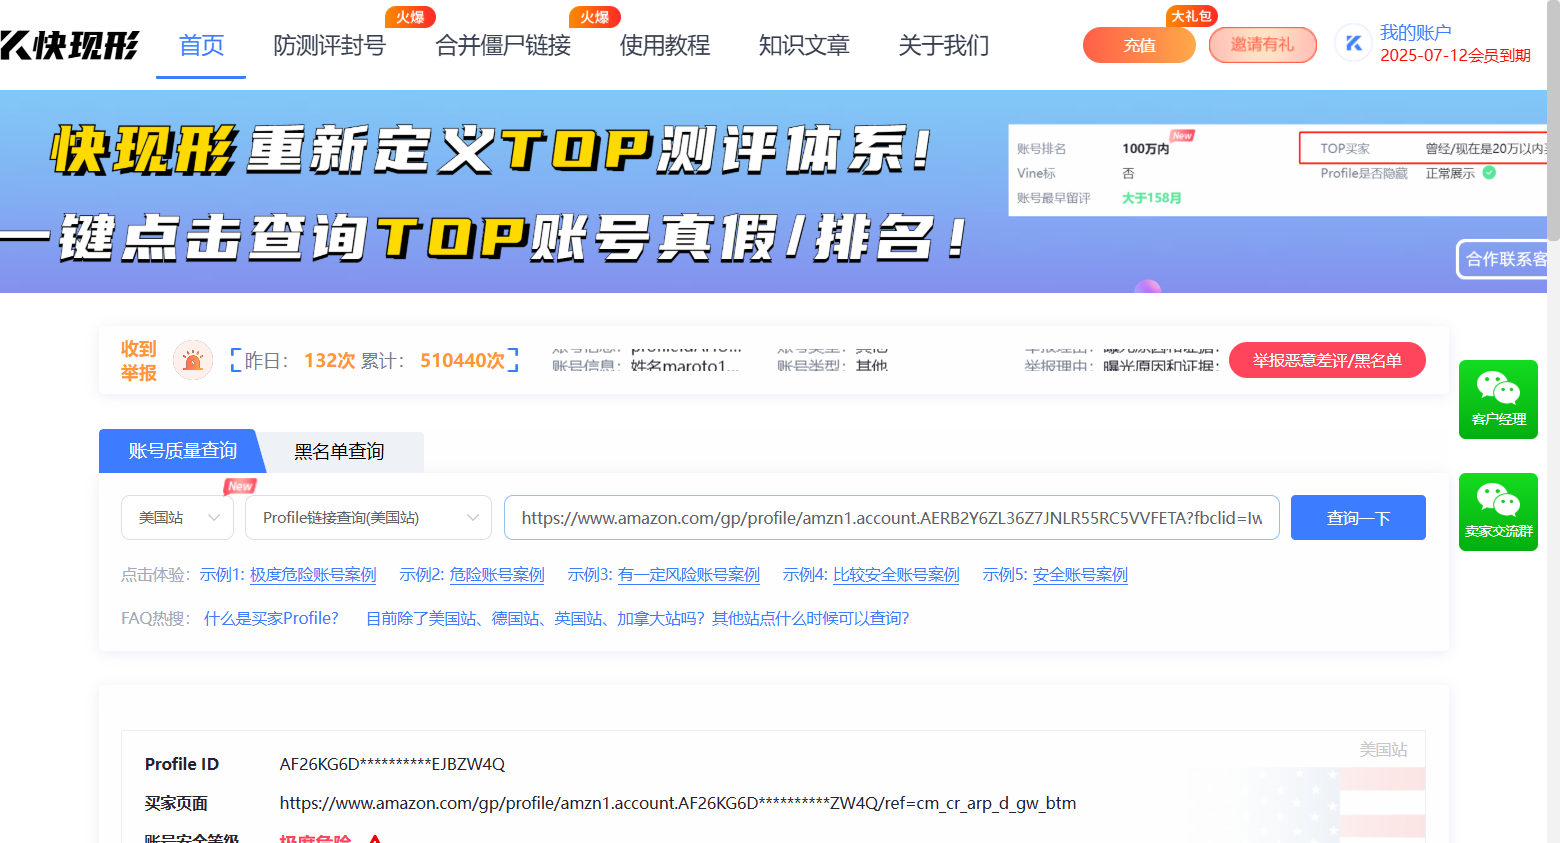 快现形
首页
防测评封号
火爆
合并僵尸链接
火爆
使用教程
知识文章
关于我们
充值
大礼包
邀请有礼
我的账户
2025-07-12会员到期
快现形重新定义TOP测评体系!
一键点击查询TOP账号真假/排名!
账号排名 100万内 New TOP买家 曾经/现在是20万以内
Vine标 否 Profile是否隐藏 正常展示
账号最早留评 大于158月
合作联系客
收到
举报
昨日： 132次 累计： 510440次
账号信息： 姓名maroto1... 账号类型： 其他 举报理由： 曝光原因和证据：
举报恶意差评/黑名单
客户经理
卖家交流群
账号质量查询
黑名单查询
New
美国站
Profile链接查询(美国站)
https://www.amazon.com/gp/profile/amzn1.account.AERB2Y6ZL36Z7JNLR55RC5VVFETA?fbclid=Iw
查询一下
点击体验： 示例1: 极度危险账号案例 示例2: 危险账号案例 示例3: 有一定风险账号案例 示例4: 比较安全账号案例 示例5: 安全账号案例
FAQ热搜： 什么是买家Profile? 目前除了美国站、德国站、英国站、加拿大站吗？其他站点什么时候可以查询?
美国站
Profile ID AF26KG6D**********EJBZW4Q
买家页面 https://www.amazon.com/gp/profile/amzn1.account.AF26KG6D**********ZW4Q/ref=cm_cr_arp_d_gw_btm
账号安全等级 极度危险